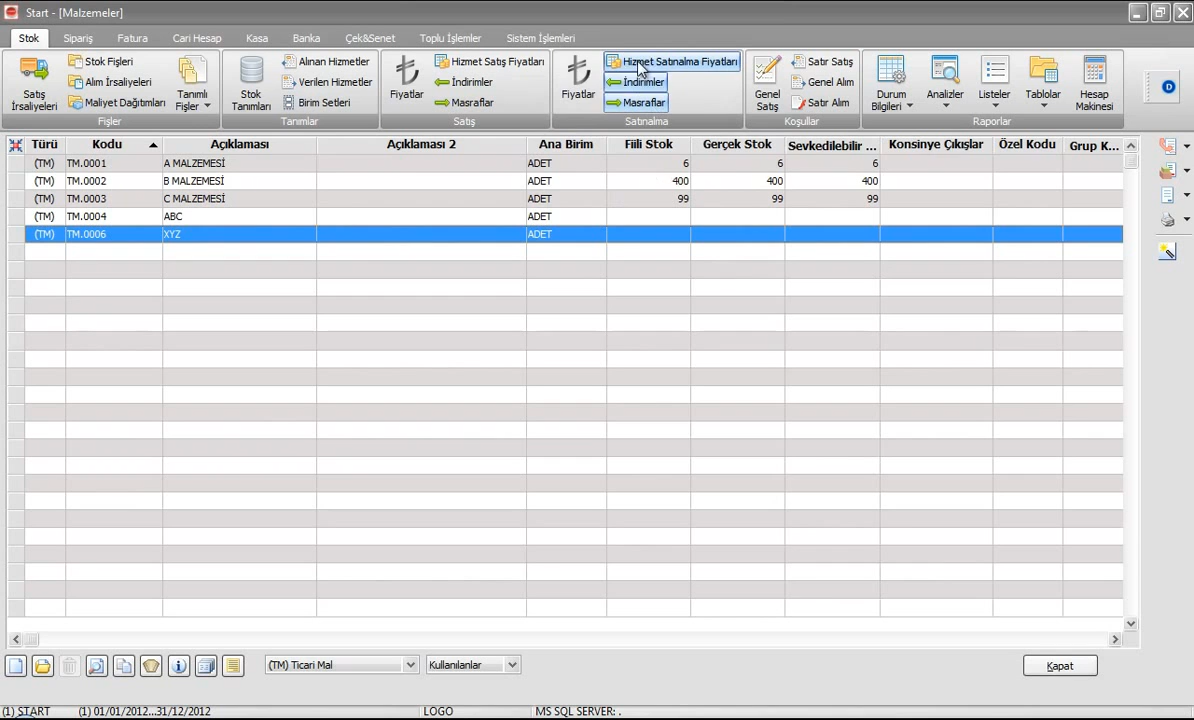 Start - [Malzemeler]
Stok Sipariş Fatura Cari Hesap Kasa Banka Çek&Senet Toplu İşlemler Sistem İşlemleri
Satış İrsaliyeleri
Stok Fişleri
Alım İrsaliyeleri
Maliyet Dağıtımları
Tanımlı Fişler
Fişler
Stok Tanımları
Alınan Hizmetler
Verilen Hizmetler
Birim Setleri
Tanımlar
Fiyatlar
Hizmet Satış Fiyatları
İndirimler
Masraflar
Satış
Fiyatlar
Hizmet Satınalma Fiyatları
İndirimler
Masraflar
Satınalma
Genel Satış
Satır Satış
Genel Alım
Satır Alım
Koşullar
Durum Bilgileri
Analizler
Listeler
Tablolar
Hesap Makinesi
Raporlar
D
Türü Kodu Açıklaması Açıklaması 2 Ana Birim Fiili Stok Gerçek Stok Sevkedilebilir ... Konsinye Çıkışlar Özel Kodu Grup K...
(TM) TM.0001 A MALZEMESİ ADET 6 6 6
(TM) TM.0002 B MALZEMESİ ADET 400 400 400
(TM) TM.0003 C MALZEMESİ ADET 99 99 99
(TM) TM.0004 ABC ADET
(TM) TM.0006 XYZ ADET
(TM) Ticari Mal Kullanılanlar Kapat
(1) START (1) 01/01/2012...31/12/2012 LOGO MS SQL SERVER: .